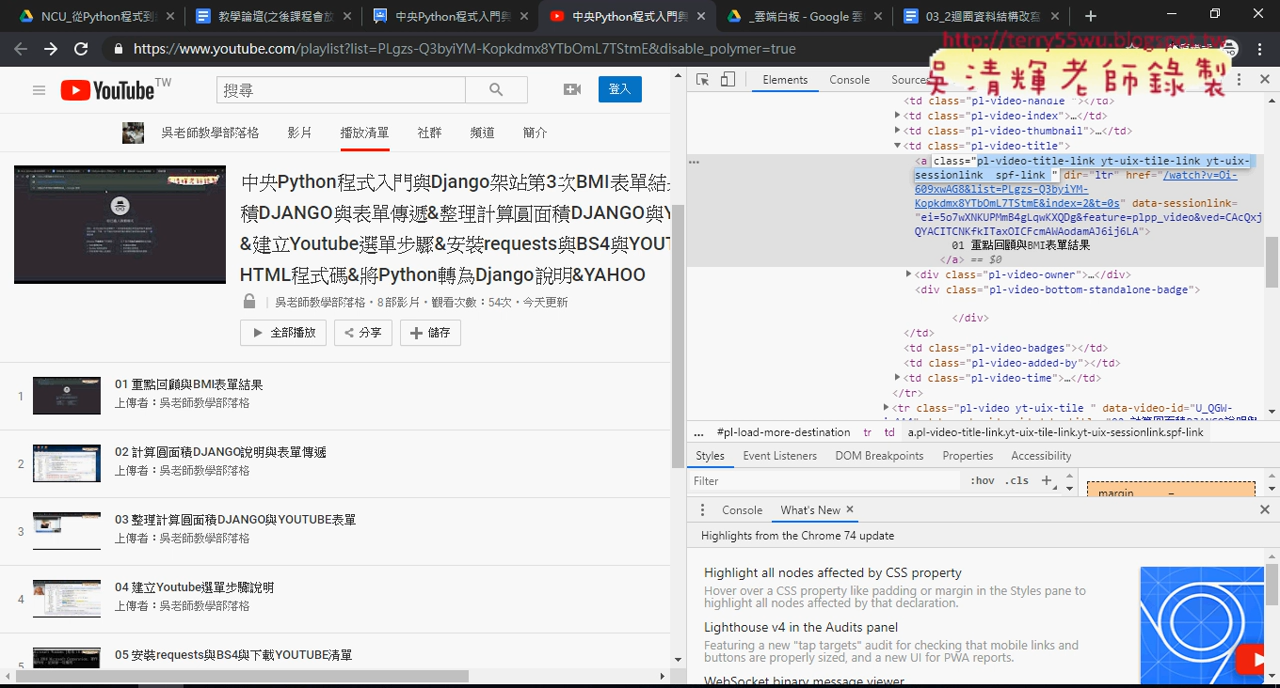 NCU_從Python程式到
教學論壇(之後課程會放
中央Python程式入門與
中央Python程式入門與
_雲端白板 - Google 雲
03_2週圍資料結構改寫
https://www.youtube.com/playlist?list=PLgzs-Q3byiYM-Kopkdmx8YTbOmL7TStmE&disable_polymer=true
http://terry55wu.blogspot.tw
吳清輝老師錄製
YouTube TW
搜尋
登入
吳老師教學部落格
影片
播放清單
社群
頻道
簡介
中央Python程式入門與Django架站第3次BMI表單結
積DJANGO與表單傳遞&整理計算圓面積DJANGO與Y
&建立Youtube選單步驟&安裝requests與BS4與YOUT
HTML程式碼&將Python轉為Django說明&YAHOO
吳老師教學部落格・8部影片・觀看次數：54次・今天更新
全部播放
分享
儲存
1
01 重點回顧與BMI表單結果
上傳者：吳老師教學部落格
2
02 計算圓面積DJANGO說明與表單傳遞
上傳者：吳老師教學部落格
3
03 整理計算圓面積DJANGO與YOUTUBE表單
上傳者：吳老師教學部落格
4
04 建立Youtube選單步驟說明
上傳者：吳老師教學部落格
5
05 安裝requests與BS4與下載YOUTUBE清單
Elements
Console
Sources
<td class="pl-video-handle "></td>
<td class="pl-video-index">…</td>
<td class="pl-video-thumbnail">…</td>
<td class="pl-video-title">
<a class="pl-video-title-link yt-uix-tile-link yt-uix-
sessionlink  spf-link " dir="ltr" href="/watch?v=Oi-
609xwAG8&list=PLgzs-Q3byiYM-
Kopkdmx8YTbOmL7TStmE&index=2&t=0s" data-sessionlink=
"ei=5o7wXNKUPMmB4gLqwKXQDg&feature=plpp_video&ved=CAcQxj
QYACITCNKfkITaxOICFcmAWAodamAJ6ij6LA">
01 重點回顧與BMI表單結果
</a> == $0
<div class="pl-video-owner">…</div>
<div class="pl-video-bottom-standalone-badge">
</div>
</td>
<td class="pl-video-badges"></td>
<td class="pl-video-added-by"></td>
<td class="pl-video-time">…</td>
</tr>
<tr class="pl-video yt-uix-tile " data-video-id="U_QGW-
... #pl-load-more-destination tr td a.pl-video-title-link.yt-uix-tile-link.yt-uix-sessionlink.spf-link
Styles
Event Listeners
DOM Breakpoints
Properties
Accessibility
Filter
:hov .cls +
margin –
Console
What's New
Highlights from the Chrome 74 update
Highlight all nodes affected by CSS property
Hover over a CSS property like padding or margin in the Styles pane to
highlight all nodes affected by that declaration.
Lighthouse v4 in the Audits panel
Featuring a new "tap targets" audit for checking that mobile links and
buttons are properly sized, and a new UI for PWA reports.
WebSocket binary message viewer